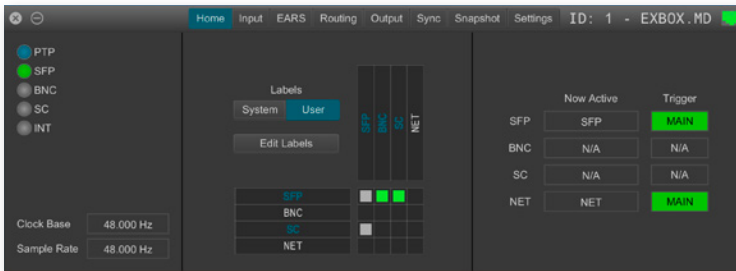 Home Input EARS Routing Output Sync Snapshot Settings ID: 1 - EXBOX.MD
PTP
SFP
BNC
SC
INT
Clock Base 48.000 Hz
Sample Rate 48.000 Hz
Labels
System User
Edit Labels
SFP
BNC
SC
NET
SFP
BNC
SC
NET
Now Active Trigger
SFP SFP MAIN
BNC N/A N/A
SC N/A N/A
NET NET MAIN